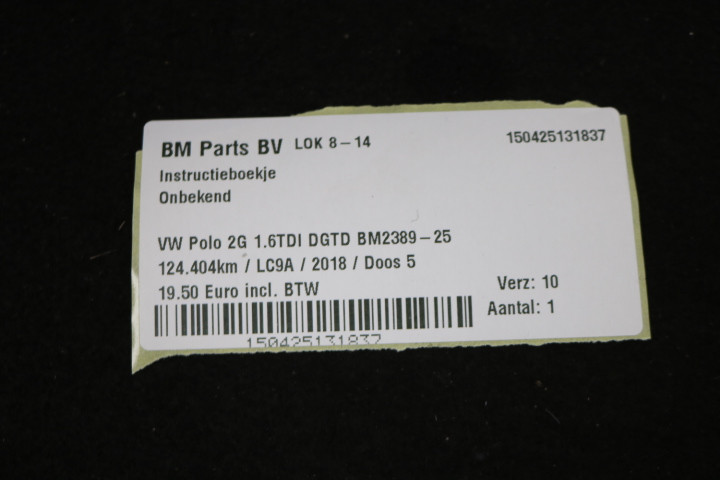 BM Parts BV LOK 8-14 150425131837
Instructieboekje
Onbekend
VW Polo 2G 1.6TDI DGTD BM2389-25
124.404km / LC9A / 2018 / Doos 5
19.50 Euro incl. BTW Verz: 10
Aantal: 1
150425131837